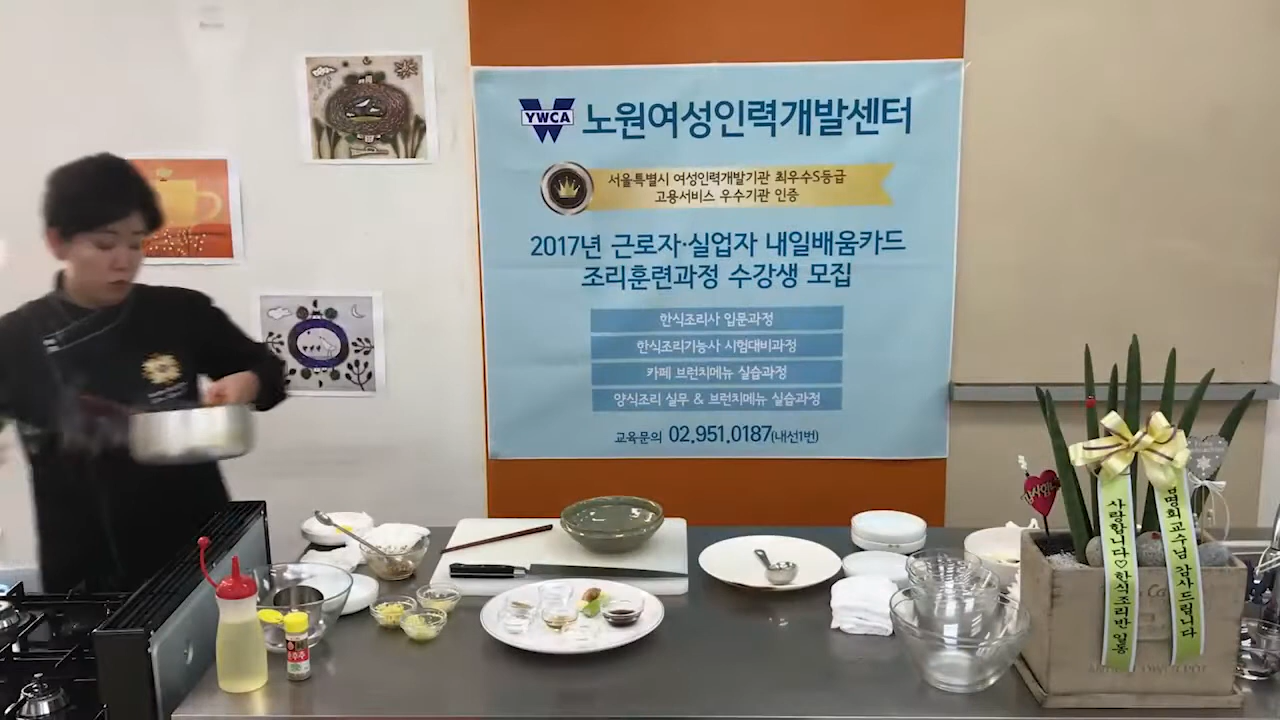 YWCA 노원여성인력개발센터
서울특별시 여성인력개발기관 최우수S등급
고용서비스 우수기관 인증
2017년 근로자·실업자 내일배움카드
조리훈련과정 수강생 모집
한식조리사 입문과정
한식조리기능사 시험대비과정
카페 브런치메뉴 실습과정
양식조리 실무 & 브런치메뉴 실습과정
교육문의 02.951.0187(내선1번)
사랑합니다♡한식조리반 일동
명희교수님 감사드립니다